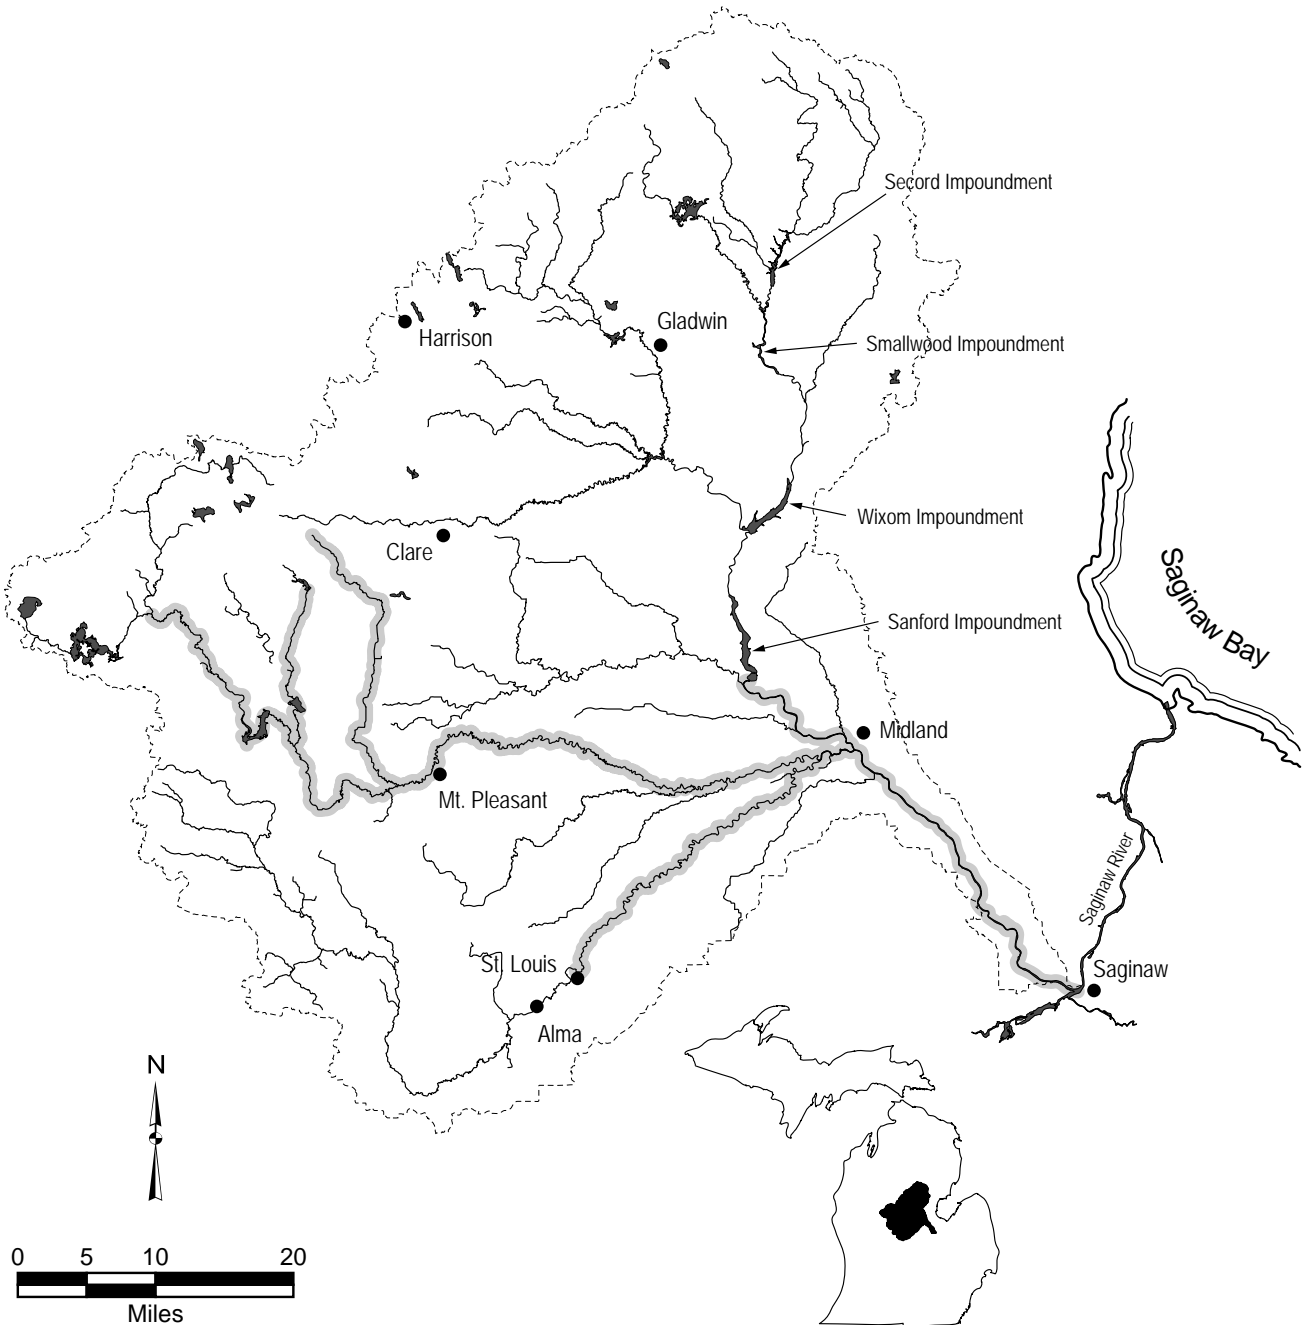 Secord Impoundment
Gladwin
Harrison
Smallwood Impoundment
Wixom Impoundment
Clare
Saginaw Bay
Sanford Impoundment
Midland
Mt. Pleasant
Saginaw River
St. Louis
Saginaw
Alma
N
0 5 10 20
Miles